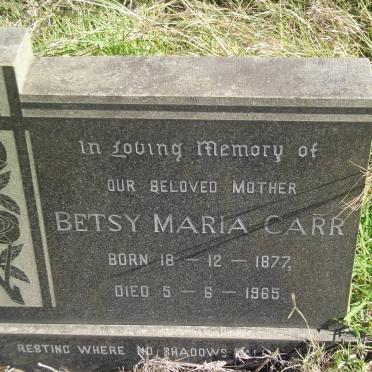 In Loving Memory of
OUR BELOVED MOTHER
BETSY MARIA CARR
BORN 18 – 12 – 1877,
DIED 5 – 6 – 1965.
RESTING WHERE NO SHADOWS